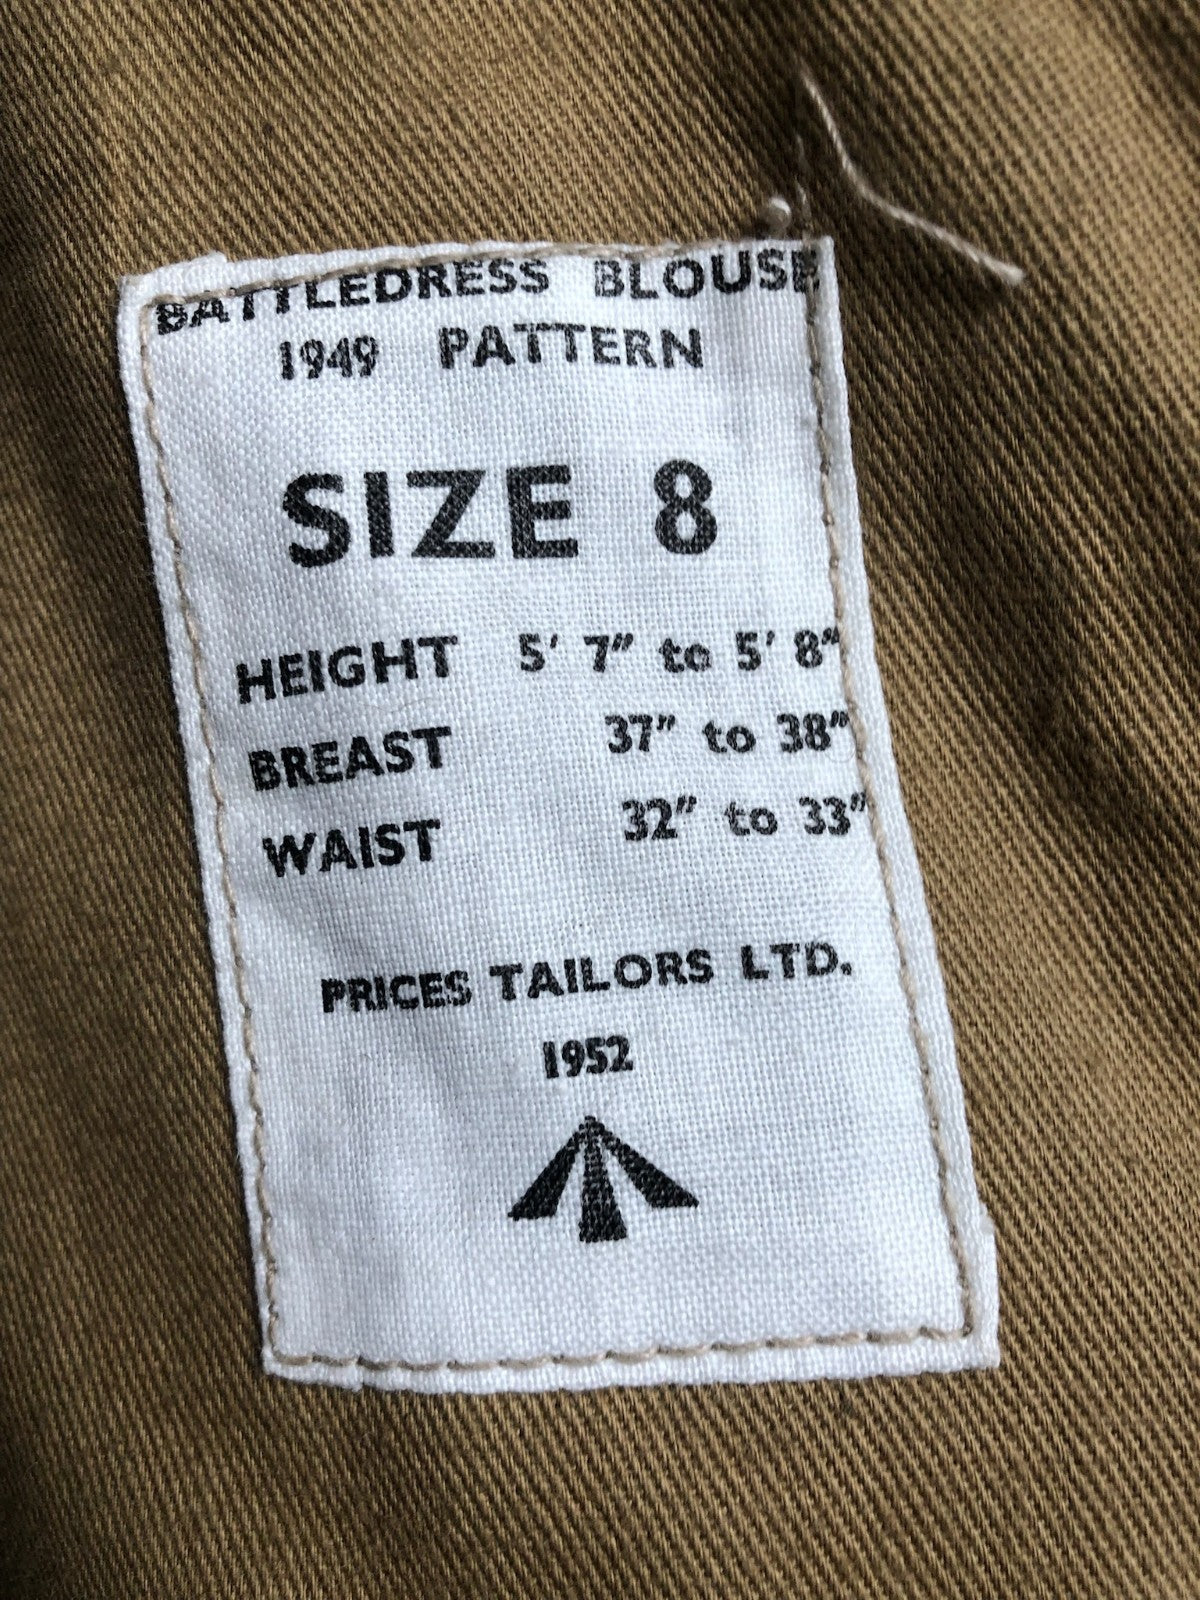 BATTLEDRESS BLOUSE
1949 PATTERN
SIZE 8
HEIGHT 5' 7" to 5' 8"
BREAST 37" to 38"
WAIST 32" to 33"
PRICES TAILORS LTD.
1952